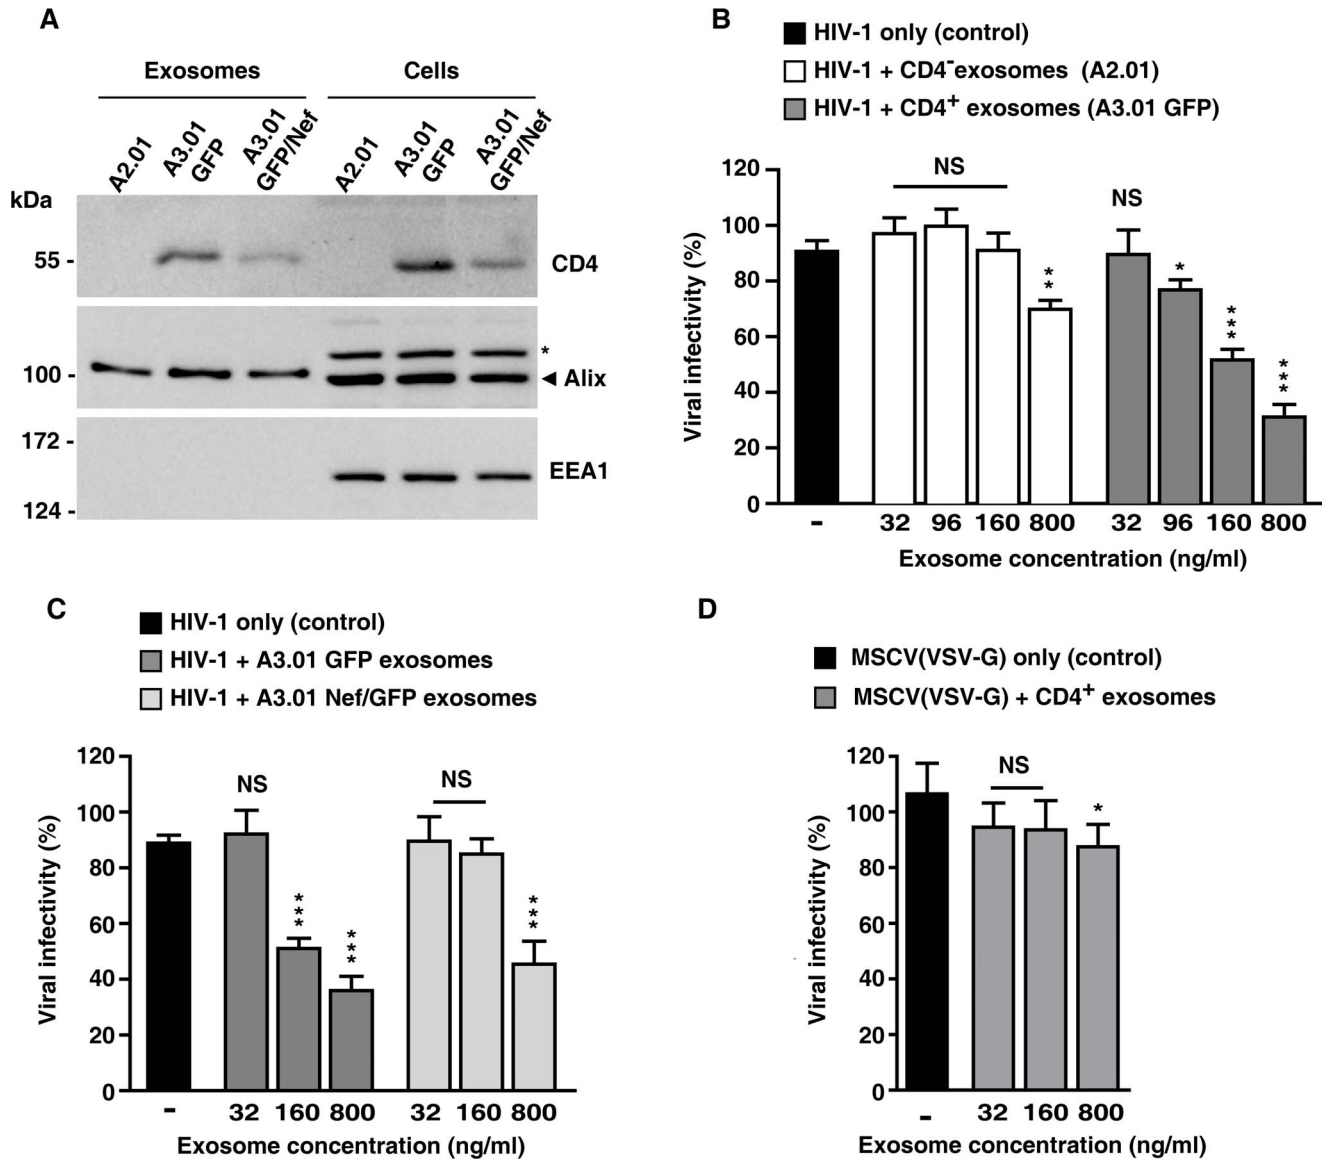 A
Exosomes Cells
A2.01 A3.01 GFP A3.01 GFP/Nef A2.01 A3.01 GFP A3.01 GFP/Nef
kDa
55 - CD4
*
100 - ◄ Alix
172 -
EEA1
124 -
B
HIV-1 only (control)
HIV-1 + CD4⁻exosomes (A2.01)
HIV-1 + CD4⁺ exosomes (A3.01 GFP)
Viral infectivity (%)
120
100
80
60
40
20
0
NS
**
NS
*
***
***
- 32 96 160 800 32 96 160 800
Exosome concentration (ng/ml)
C
HIV-1 only (control)
HIV-1 + A3.01 GFP exosomes
HIV-1 + A3.01 Nef/GFP exosomes
Viral infectivity (%)
120
100
80
60
40
20
0
NS
***
***
NS
***
- 32 160 800 32 160 800
Exosome concentration (ng/ml)
D
MSCV(VSV-G) only (control)
MSCV(VSV-G) + CD4⁺ exosomes
Viral infectivity (%)
120
100
80
60
40
20
0
NS
*
- 32 160 800
Exosome concentration (ng/ml)